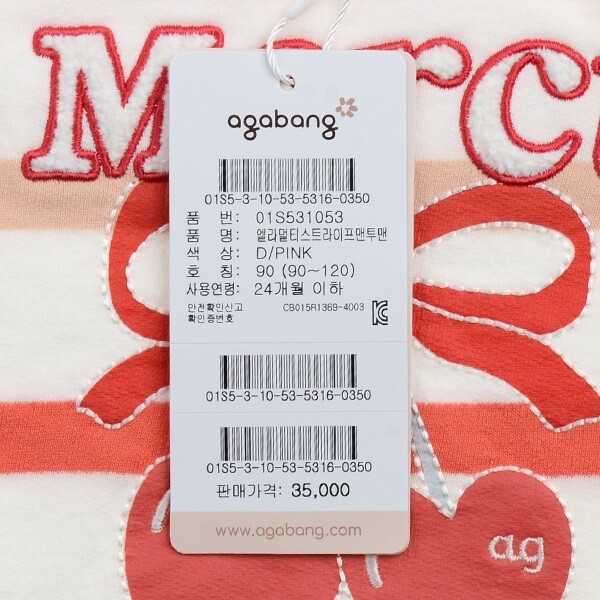 Merc
agabang
01S5-3-10-53-5316-0350
품 번: 01S531053
품 명: 엘라멀티스트라이프맨투맨
색 상: D/PINK
호 칭: 90 (90~120)
사용연령: 24개월 이하
안전확인신고
확인증번호 CB015R1369-4003
01S5-3-10-53-5316-0350
01S5-3-10-53-5316-0350
판매가격: 35,000
www.agabang.com
ag